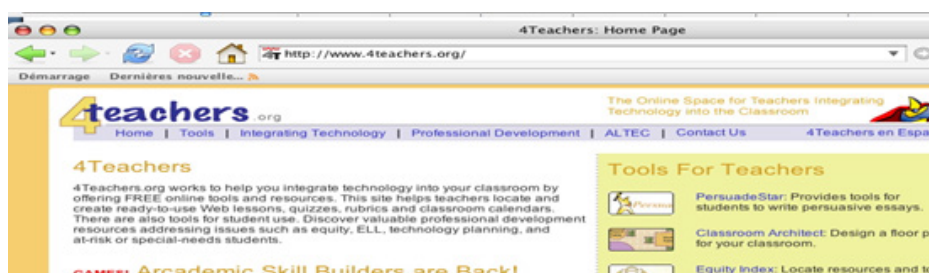 4Teachers: Home Page
http://www.4teachers.org/
Démarrage Dernières nouvelle...
4teachers.org
The Online Space for Teachers Integrating
Technology into the Classroom
Home | Tools | Integrating Technology | Professional Development | ALTEC | Contact Us 4Teachers en Espa
4Teachers
4Teachers.org works to help you integrate technology into your classroom by
offering FREE online tools and resources. This site helps teachers locate and
create ready-to-use Web lessons, quizzes, rubrics and classroom calendars.
There are also tools for student use. Discover valuable professional development
resources addressing issues such as equity, ELL, technology planning, and
at-risk or special-needs students.
GAMES! Arcademic Skill Builders are Back!
Tools For Teachers
PersuadeStar: Provides tools for
students to write persuasive essays.
Classroom Architect: Design a floor p
for your classroom.
Equity Index: Locate resources and t